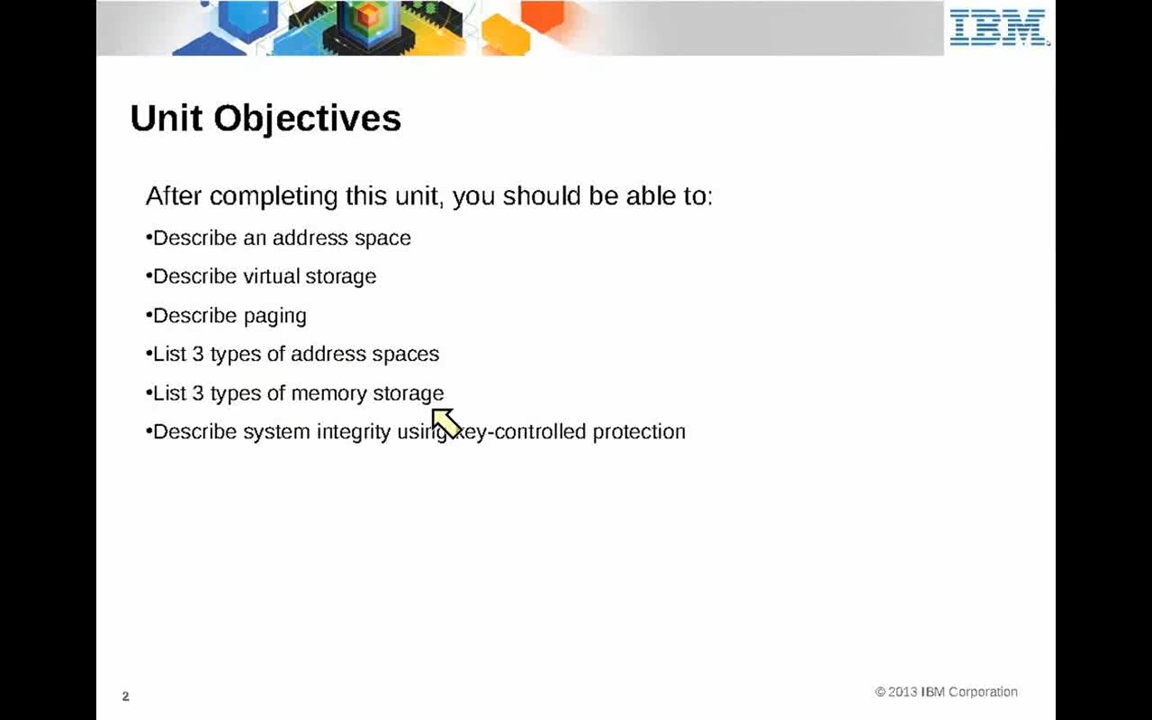 IBM
Unit Objectives
After completing this unit, you should be able to:
•Describe an address space
•Describe virtual storage
•Describe paging
•List 3 types of address spaces
•List 3 types of memory storage
•Describe system integrity using key-controlled protection
2
© 2013 IBM Corporation